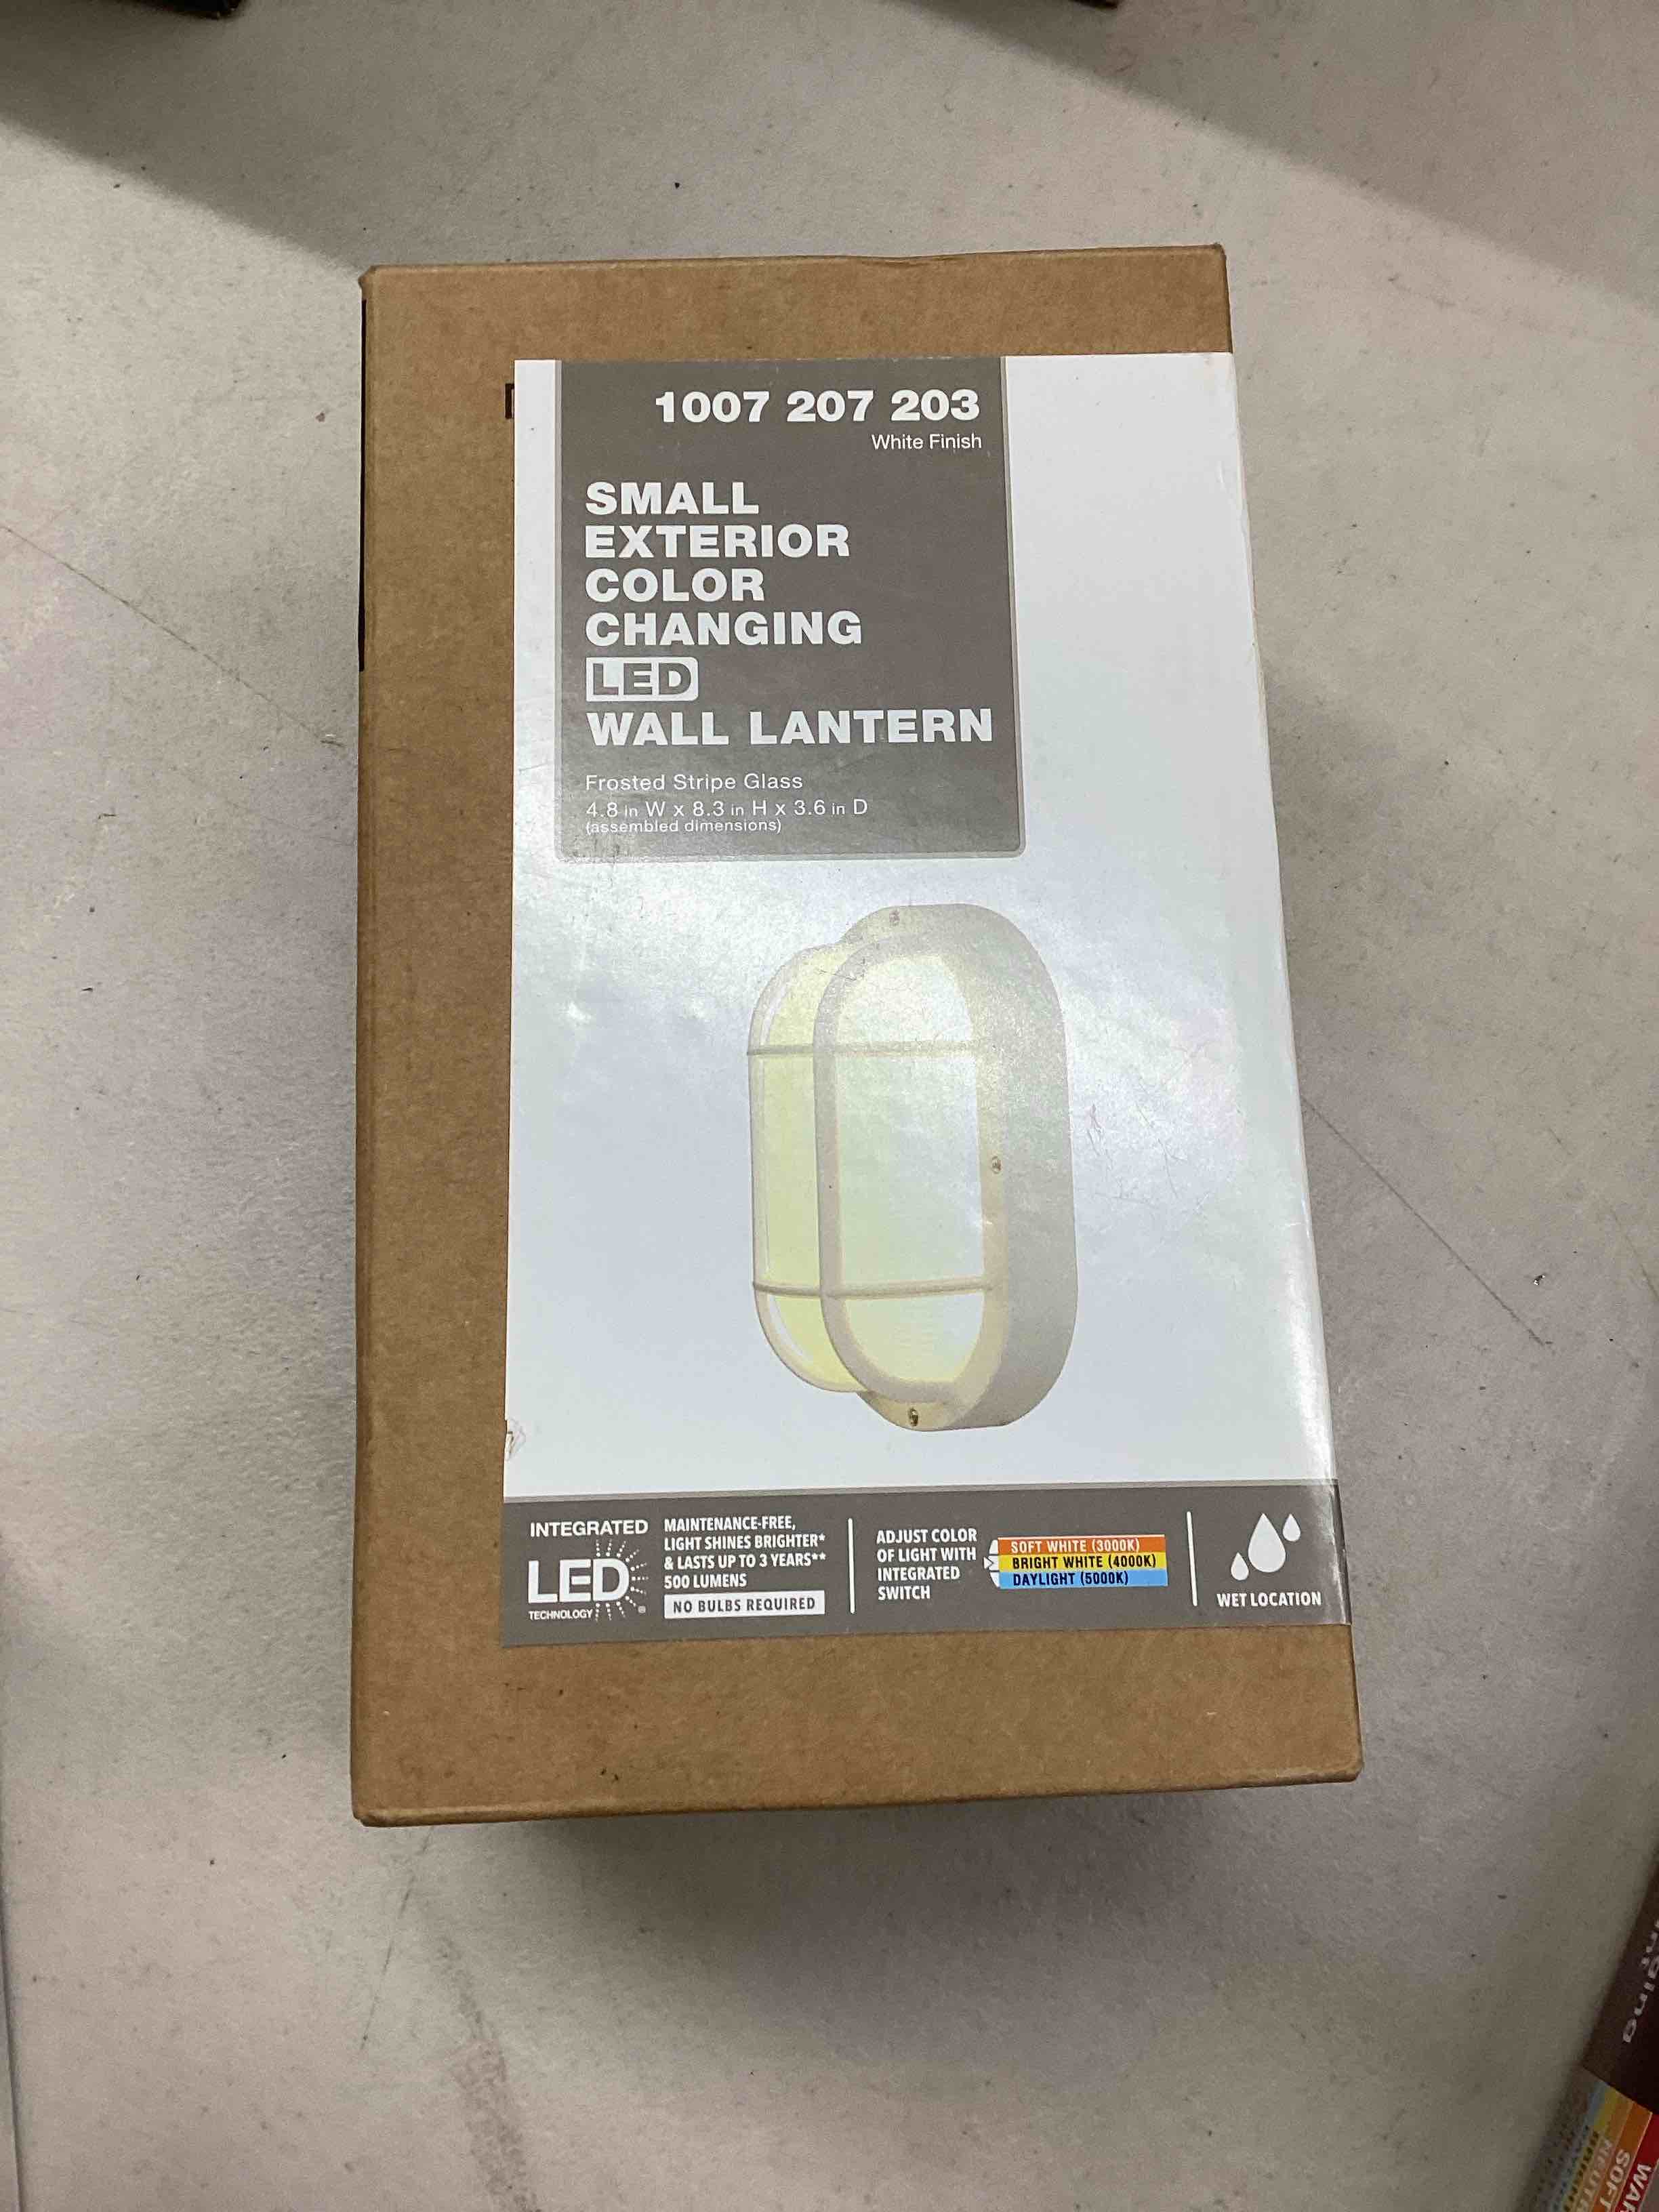 1007 207 203
White Finish
SMALL
EXTERIOR
COLOR
CHANGING
LED
WALL LANTERN
Frosted Stripe Glass
4.8 in W x 8.3 in H x 3.6 in D
(assembled dimensions)
INTEGRATED
LED
TECHNOLOGY
®
MAINTENANCE-FREE,
LIGHT SHINES BRIGHTER*
& LASTS UP TO 3 YEARS**
500 LUMENS
NO BULBS REQUIRED
ADJUST COLOR
OF LIGHT WITH
INTEGRATED
SWITCH
SOFT WHITE (3000K)
BRIGHT WHITE (4000K)
DAYLIGHT (5000K)
WET LOCATION